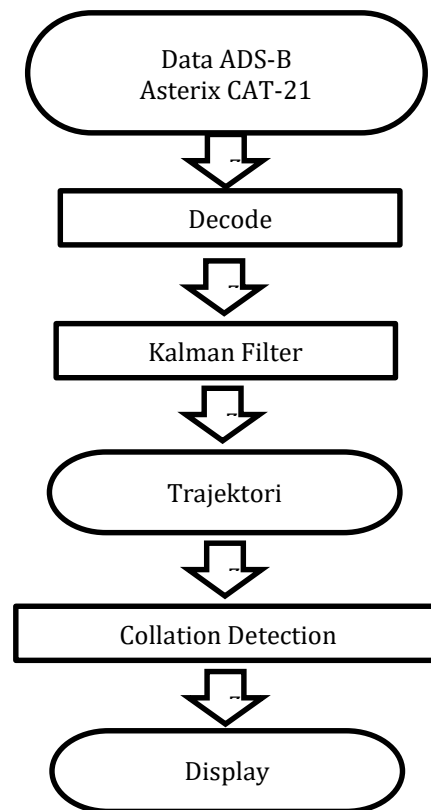 Data ADS-B
Asterix CAT-21
Decode
Kalman Filter
Trajektori
Collation Detection
Display